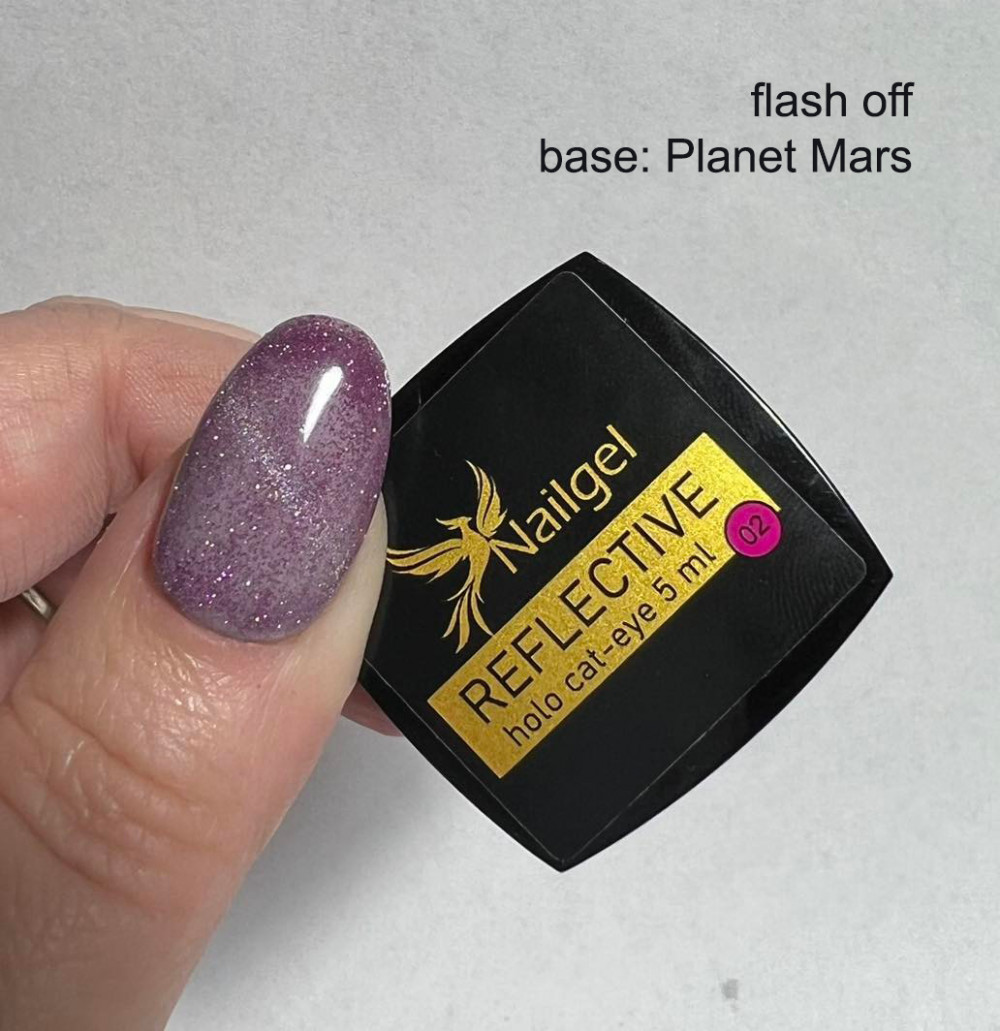 flash off
base: Planet Mars
Nailgel
REFLECTIVE
02
holo cat-eye 5 ml